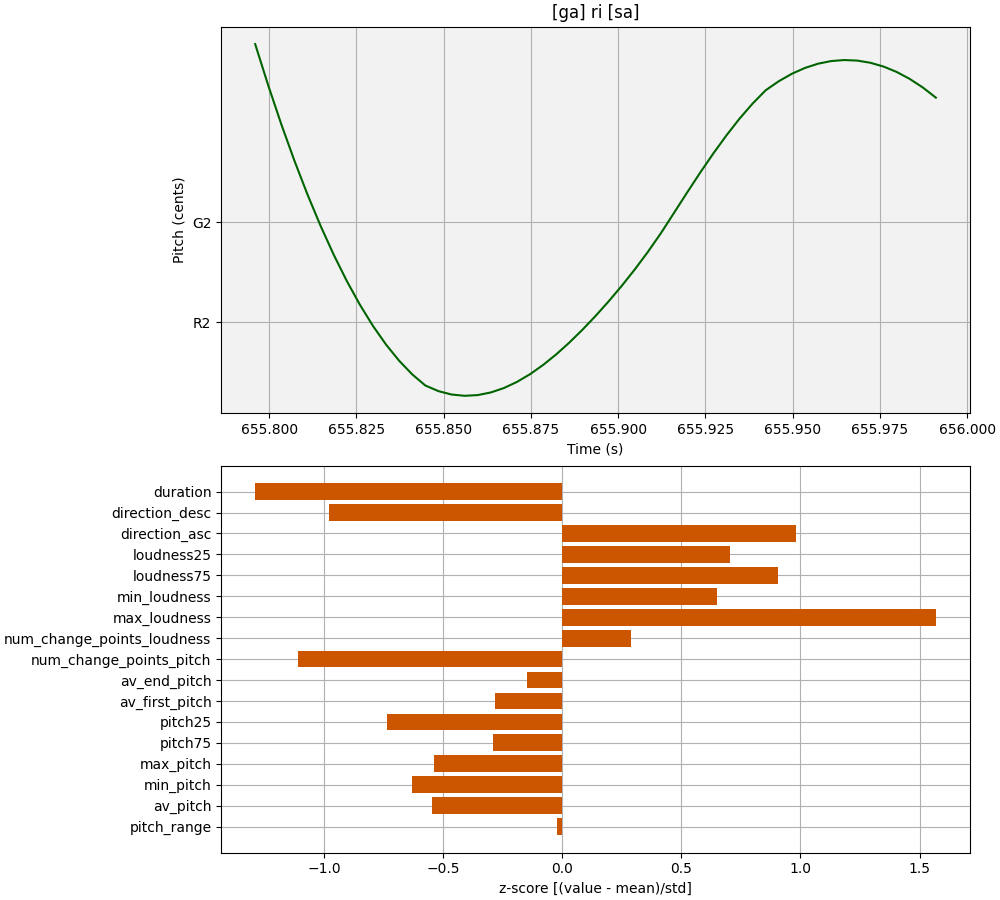 [ga] ri [sa]
Pitch (cents)
G2
R2
655.800 655.825 655.850 655.875 655.900 655.925 655.950 655.975 656.000
Time (s)
duration
direction_desc
direction_asc
loudness25
loudness75
min_loudness
max_loudness
num_change_points_loudness
num_change_points_pitch
av_end_pitch
av_first_pitch
pitch25
pitch75
max_pitch
min_pitch
av_pitch
pitch_range
−1.0 −0.5 0.0 0.5 1.0 1.5
z-score [(value - mean)/std]